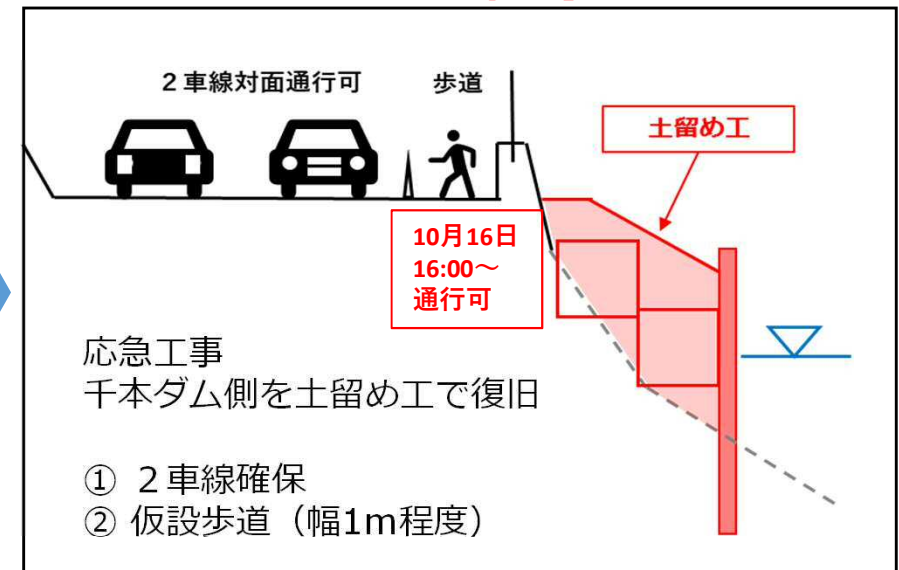 ２車線対面通行可
歩道
土留め工
10月16日
16:00～
通行可
応急工事
千本ダム側を土留め工で復旧
① ２車線確保
② 仮設歩道（幅1ｍ程度）